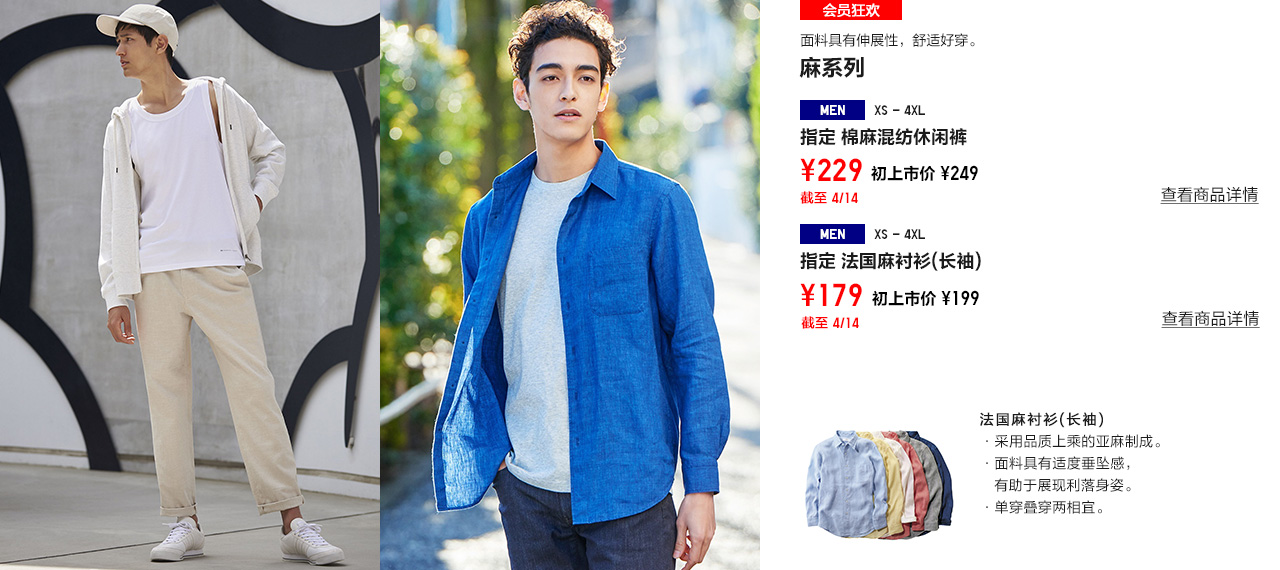 会员狂欢
面料具有伸展性，舒适好穿。
麻系列
MEN XS – 4XL
指定 棉麻混纺休闲裤
¥229 初上市价 ¥249
截至 4/14
查看商品详情
MEN XS – 4XL
指定 法国麻衬衫(长袖)
¥179 初上市价 ¥199
截至 4/14
查看商品详情
法国麻衬衫(长袖)
·采用品质上乘的亚麻制成。
·面料具有适度垂坠感，
有助于展现利落身姿。
·单穿叠穿两相宜。